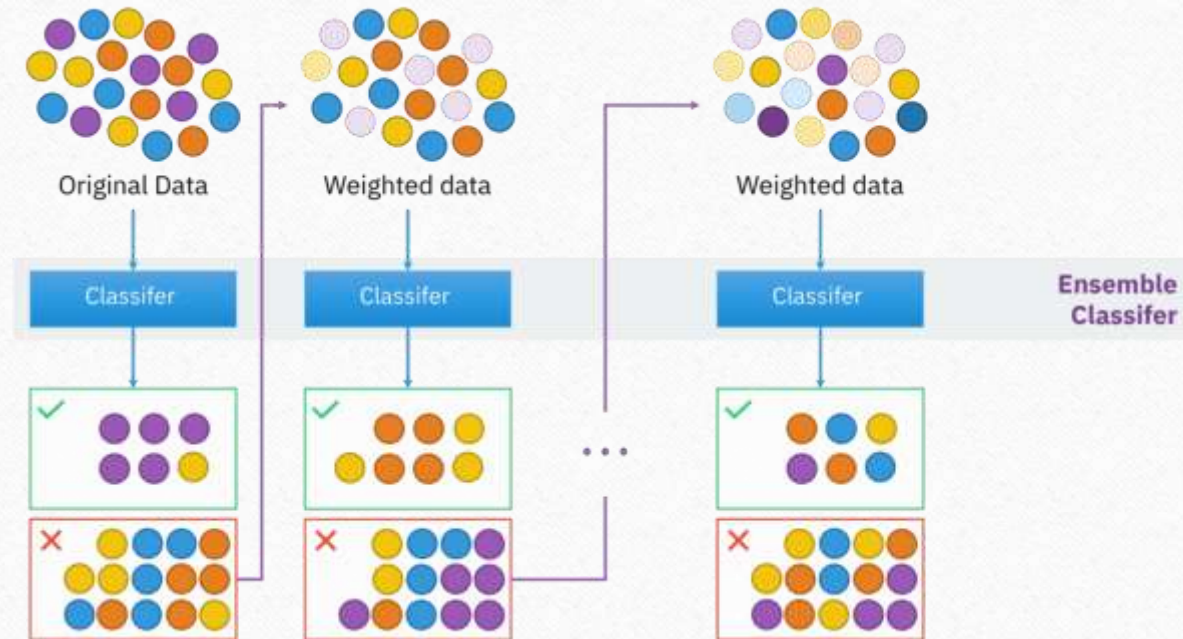 Original Data
Weighted data
Weighted data
Classifer
Classifer
Classifer
Ensemble
Classifer